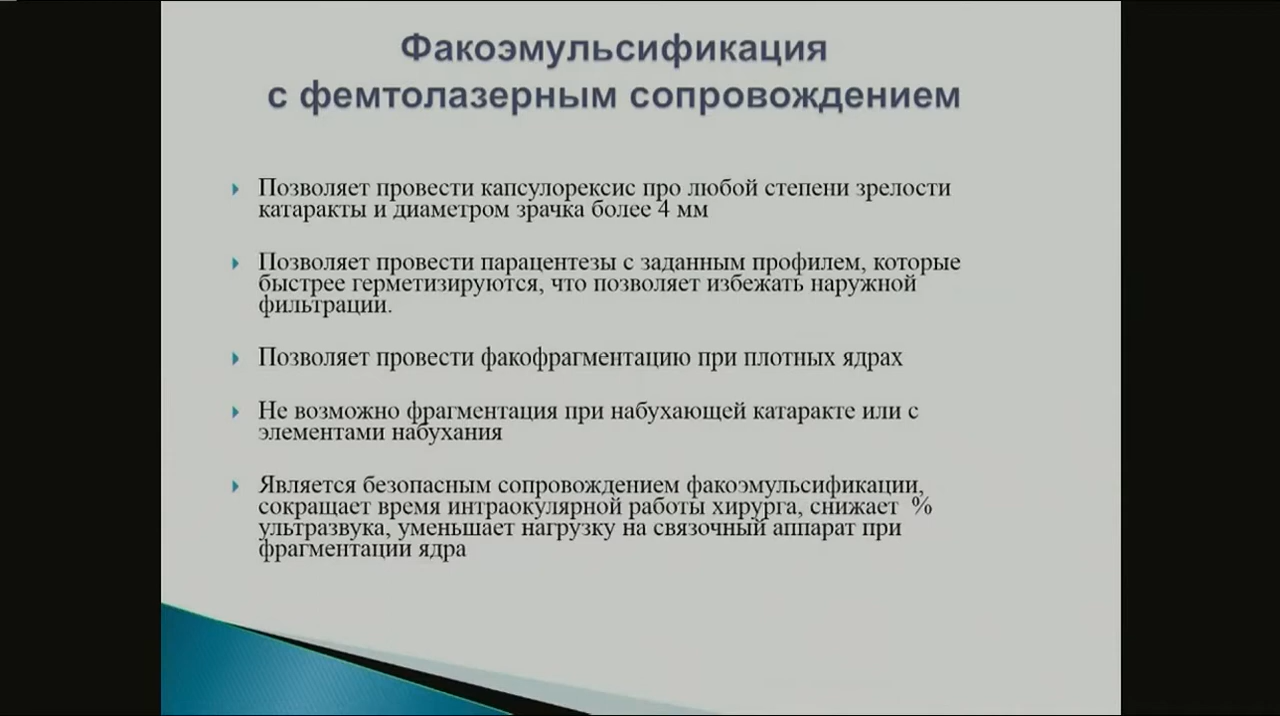 Факоэмульсификация
с фемтолазерным сопровождением
Позволяет провести капсулорексис про любой степени зрелости
катаракты и диаметром зрачка более 4 мм
Позволяет провести парацентезы с заданным профилем, которые
быстрее герметизируются, что позволяет избежать наружной
фильтрации.
Позволяет провести факофрагментацию при плотных ядрах
Не возможно фрагментация при набухающей катаракте или с
элементами набухания
Является безопасным сопровождением факоэмульсификации,
сокращает время интраокулярной работы хирурга, снижает %
ультразвука, уменьшает нагрузку на связочный аппарат при
фрагментации ядра